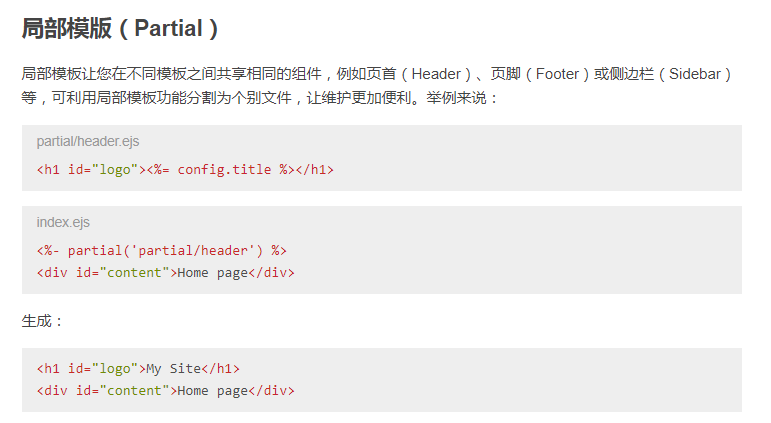 局部模版（Partial）
局部模板让您在不同模板之间共享相同的组件，例如页首（Header）、页脚（Footer）或侧边栏（Sidebar）
等，可利用局部模板功能分割为个别文件，让维护更加便利。举例来说：
partial/header.ejs
<h1 id="logo"><%= config.title %></h1>
index.ejs
<%- partial('partial/header') %>
<div id="content">Home page</div>
生成：
<h1 id="logo">My Site</h1>
<div id="content">Home page</div>